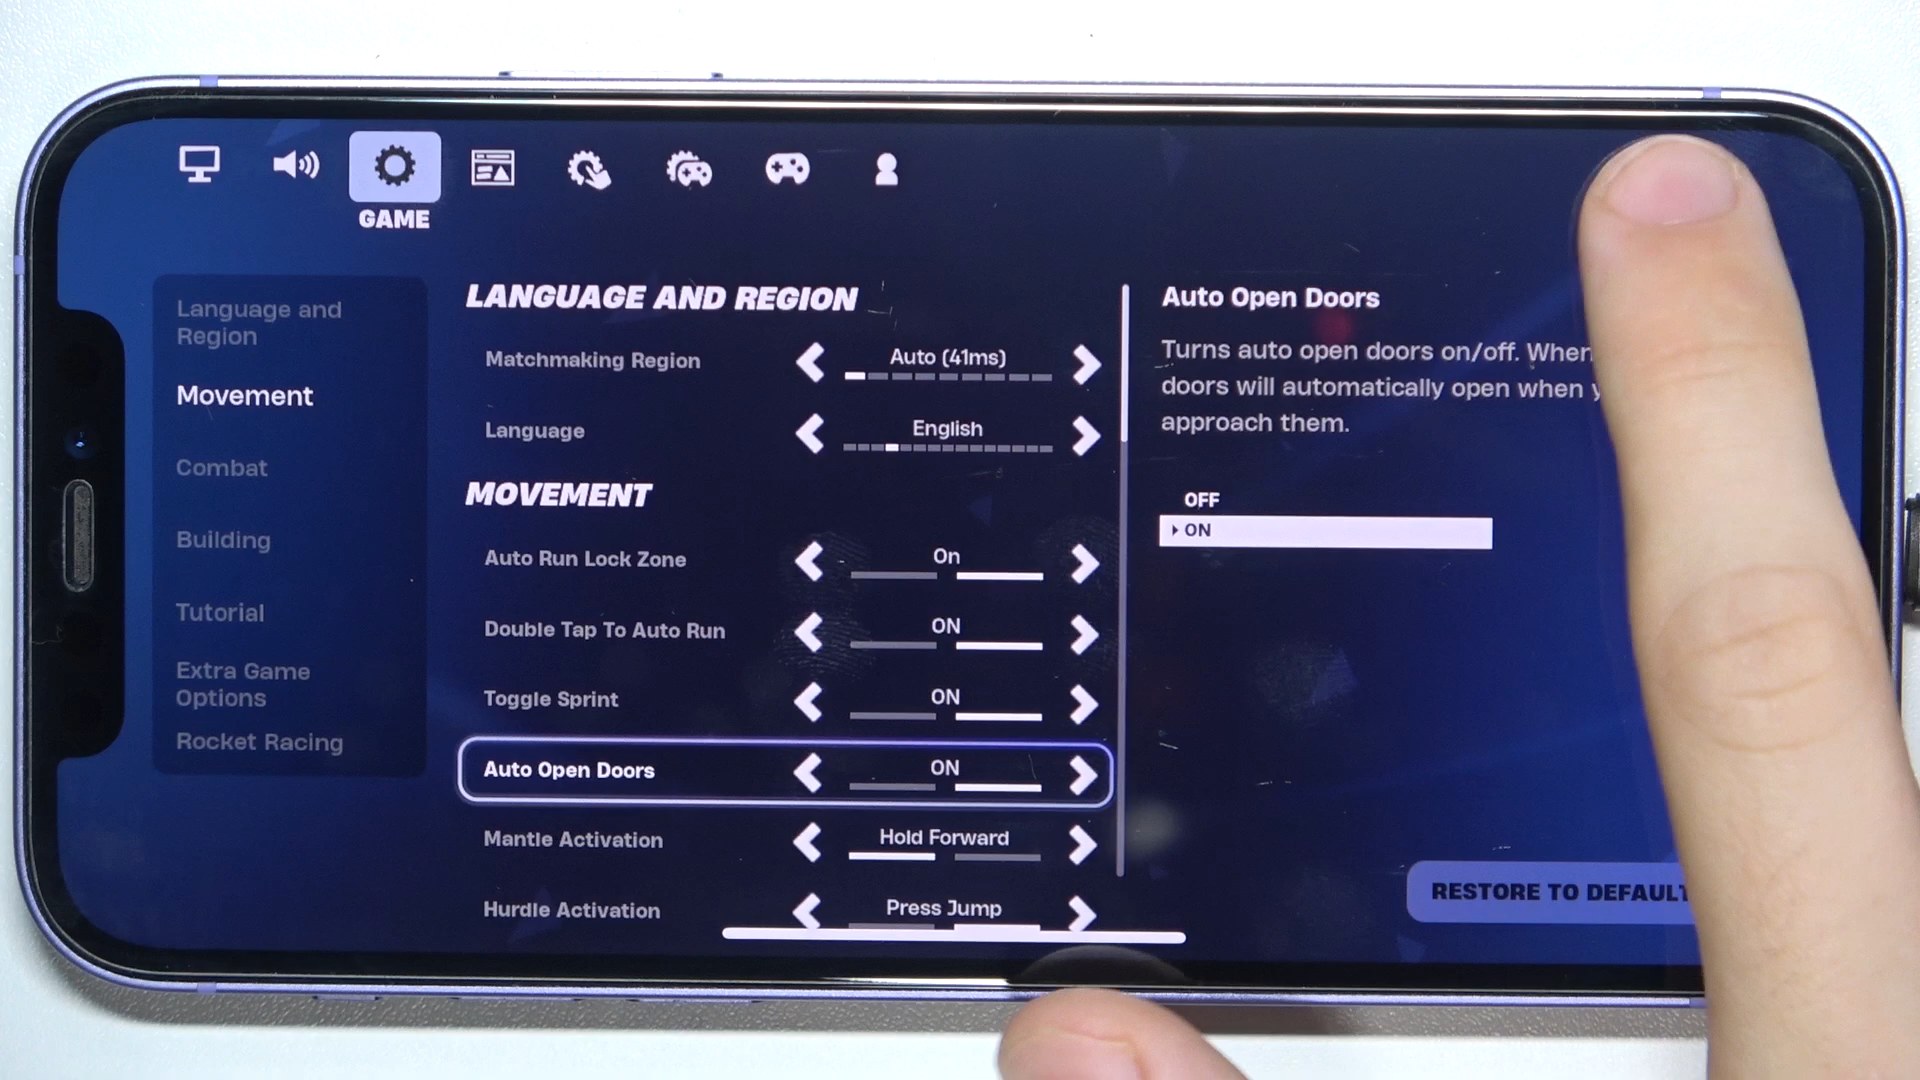 GAME
Language and
Region
Movement
Combat
Building
Tutorial
Extra Game
Options
Rocket Racing
LANGUAGE AND REGION
Matchmaking Region
Auto (41ms)
Language
English
MOVEMENT
Auto Run Lock Zone
On
Double Tap To Auto Run
ON
Toggle Sprint
ON
Auto Open Doors
ON
Mantle Activation
Hold Forward
Hurdle Activation
Press Jump
Auto Open Doors
Turns auto open doors on/off. When
doors will automatically open when
approach them.
OFF
ON
RESTORE TO DEFAULT